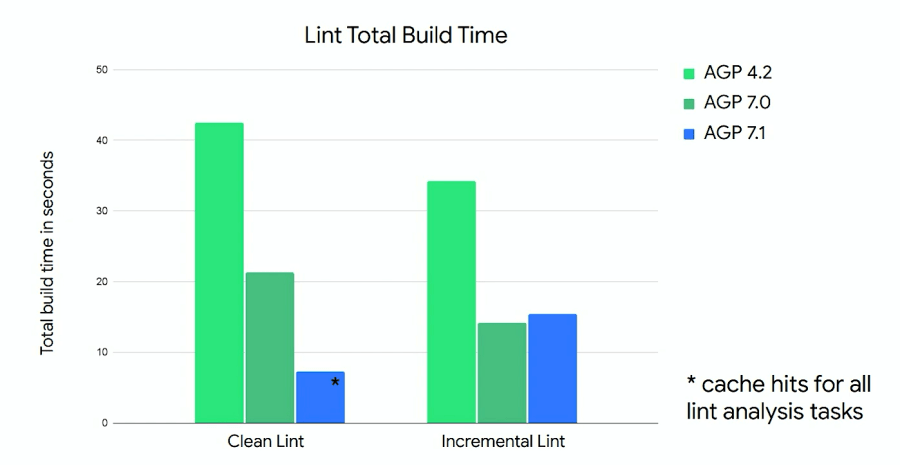 Lint Total Build Time
50
40
30
20
10
0
Total build time in seconds
*
Clean Lint
Incremental Lint
AGP 4.2
AGP 7.0
AGP 7.1
* cache hits for all
lint analysis tasks